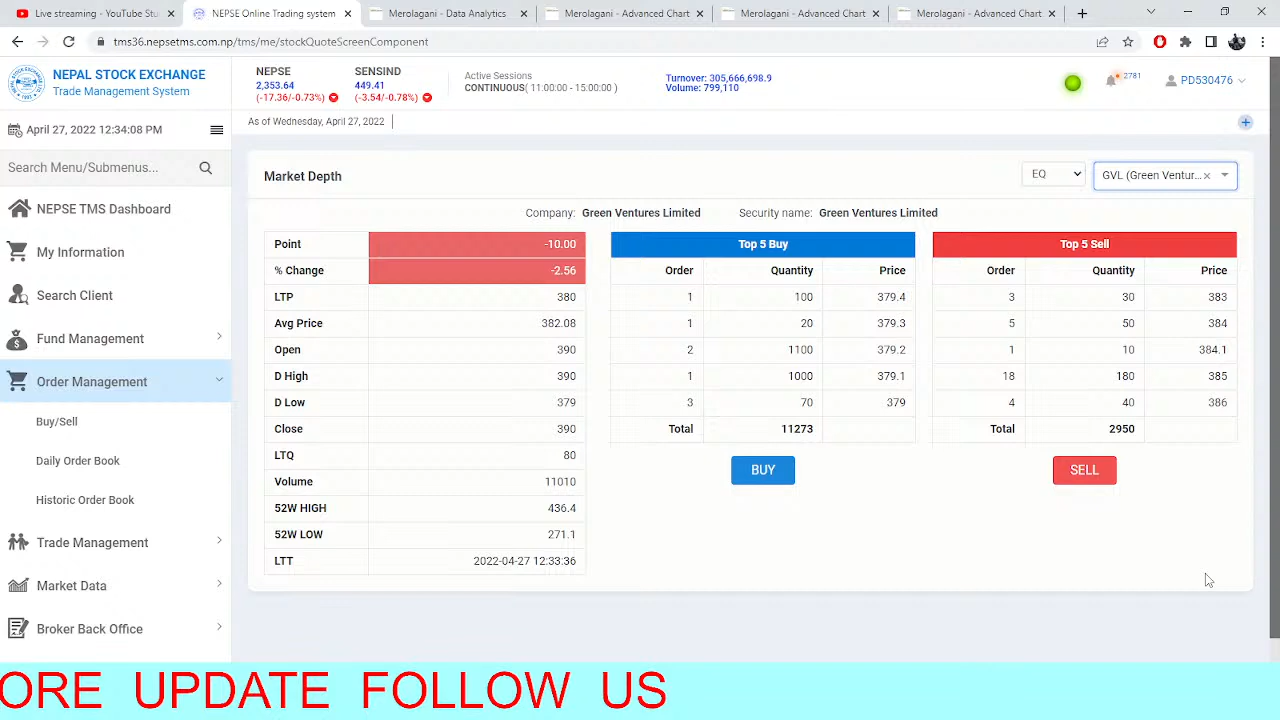 Live streaming - YouTube Stu
NEPSE Online Trading system
Merolagani - Data Analytics
Merolagani - Advanced Chart
Merolagani - Advanced Chart
Merolagani - Advanced Chart
tms36.nepsetms.com.np/tms/me/stockQuoteScreenComponent
NEPAL STOCK EXCHANGE
Trade Management System
NEPSE
2,353.64
(-17.36/-0.73%)
SENSIND
449.41
(-3.54/-0.78%)
Active Sessions
CONTINUOUS( 11:00:00 - 15:00:00 )
Turnover: 305,666,698.9
Volume: 799,110
2781
PD530476
April 27, 2022 12:34:08 PM
As of Wednesday, April 27, 2022
Search Menu/Submenus...
NEPSE TMS Dashboard
My Information
Search Client
Fund Management
Order Management
Buy/Sell
Daily Order Book
Historic Order Book
Trade Management
Market Data
Broker Back Office
Market Depth
EQ
GVL (Green Ventur...
Company: Green Ventures Limited Security name: Green Ventures Limited
Point -10.00
% Change -2.56
LTP 380
Avg Price 382.08
Open 390
D High 390
D Low 379
Close 390
LTQ 80
Volume 11010
52W HIGH 436.4
52W LOW 271.1
LTT 2022-04-27 12:33:36
Top 5 Buy
Order Quantity Price
1 100 379.4
1 20 379.3
2 1100 379.2
1 1000 379.1
3 70 379
Total 11273
BUY
Top 5 Sell
Order Quantity Price
3 30 383
5 50 384
1 10 384.1
18 180 385
4 40 386
Total 2950
SELL
ORE UPDATE FOLLOW US